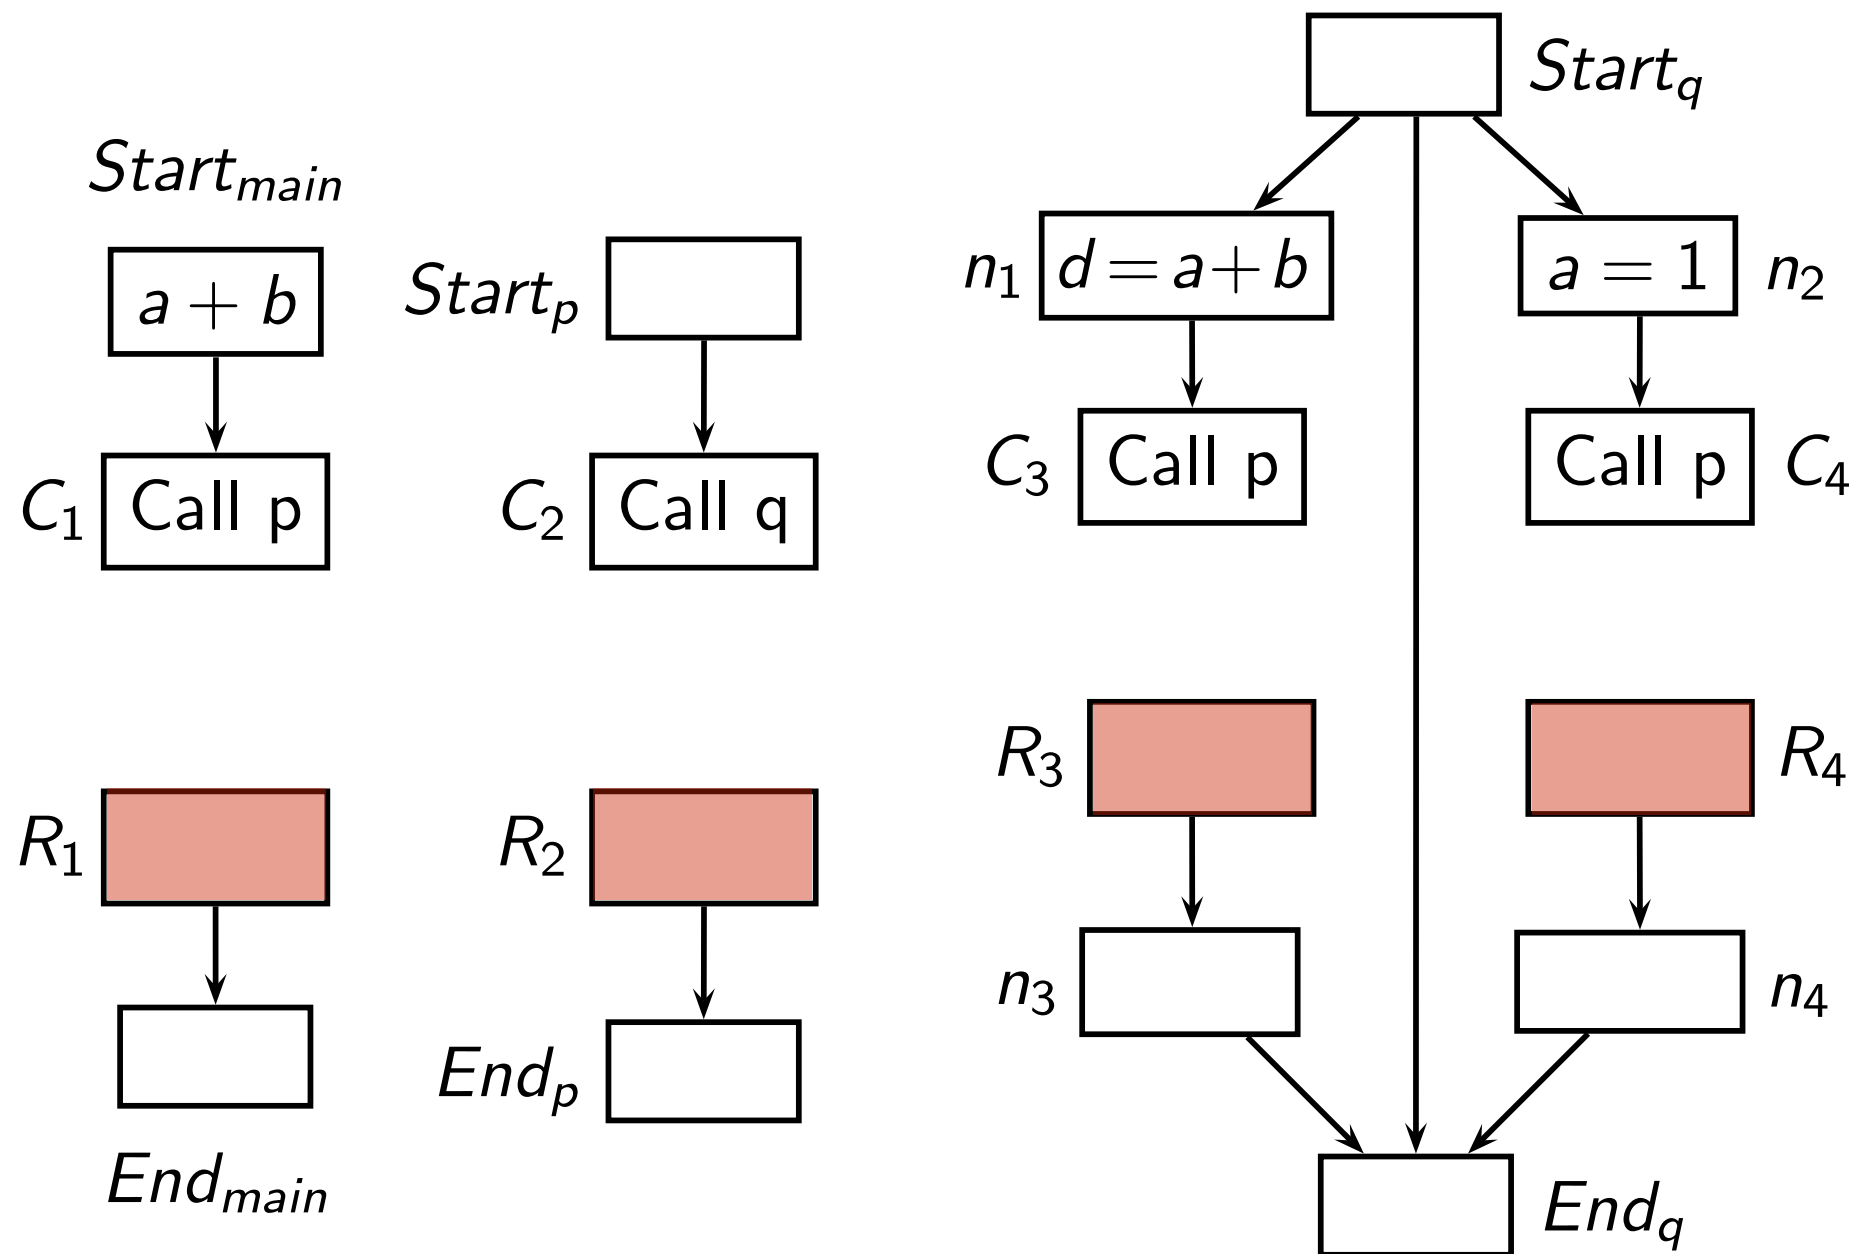 Start_main
a + b
C_1 Call p
R_1
End_main
Start_p
C_2 Call q
R_2
End_p
Start_q
n_1 d = a + b
a = 1 n_2
C_3 Call p
Call p C_4
R_3
R_4
n_3
n_4
End_q